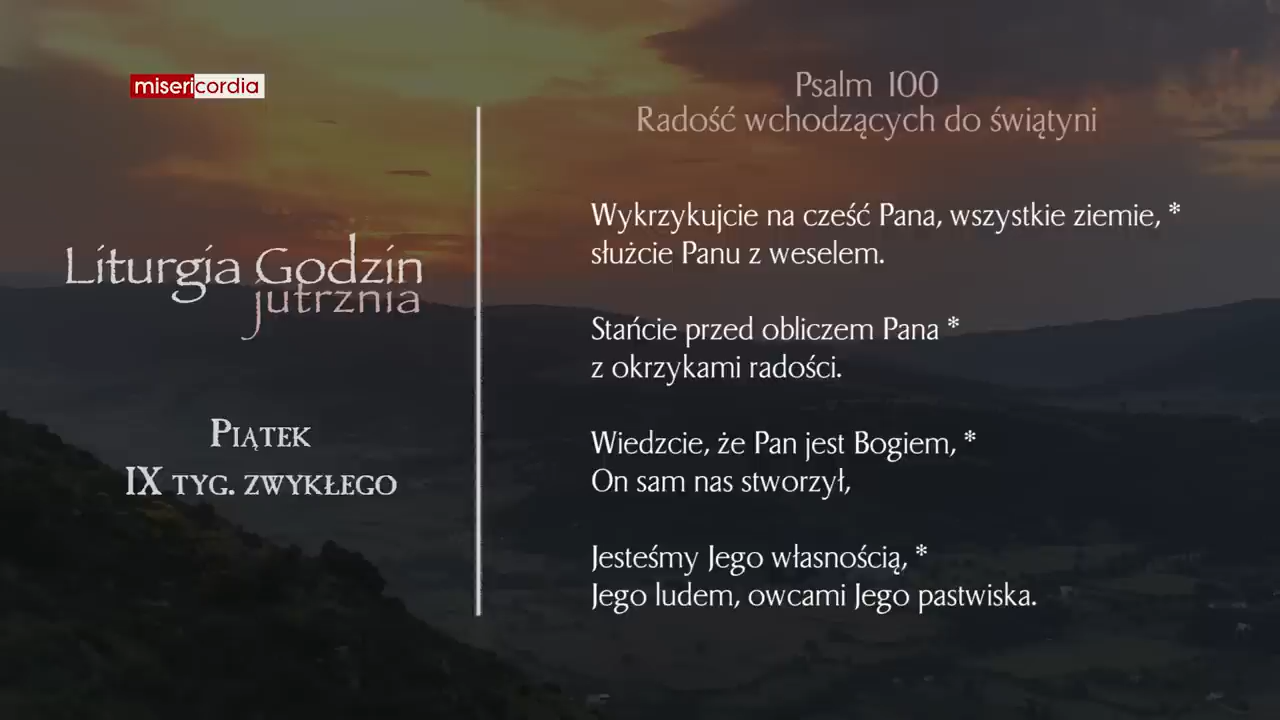 misericordia
Liturgia Godzin
jutrznia
Piątek
IX tyg. zwykłego
Psalm 100
Radość wchodzących do świątyni
Wykrzykujcie na cześć Pana, wszystkie ziemie, *
służcie Panu z weselem.
Stańcie przed obliczem Pana *
z okrzykami radości.
Wiedzcie, że Pan jest Bogiem, *
On sam nas stworzył,
Jesteśmy Jego własnością, *
Jego ludem, owcami Jego pastwiska.